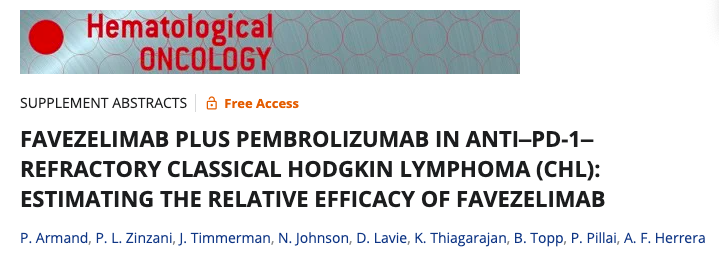 Hematological
ONCOLOGY
SUPPLEMENT ABSTRACTS Free Access
FAVEZELIMAB PLUS PEMBROLIZUMAB IN ANTI‒PD-1‒
REFRACTORY CLASSICAL HODGKIN LYMPHOMA (CHL):
ESTIMATING THE RELATIVE EFFICACY OF FAVEZELIMAB
P. Armand, P. L. Zinzani, J. Timmerman, N. Johnson, D. Lavie, K. Thiagarajan, B. Topp, P. Pillai, A. F. Herrera